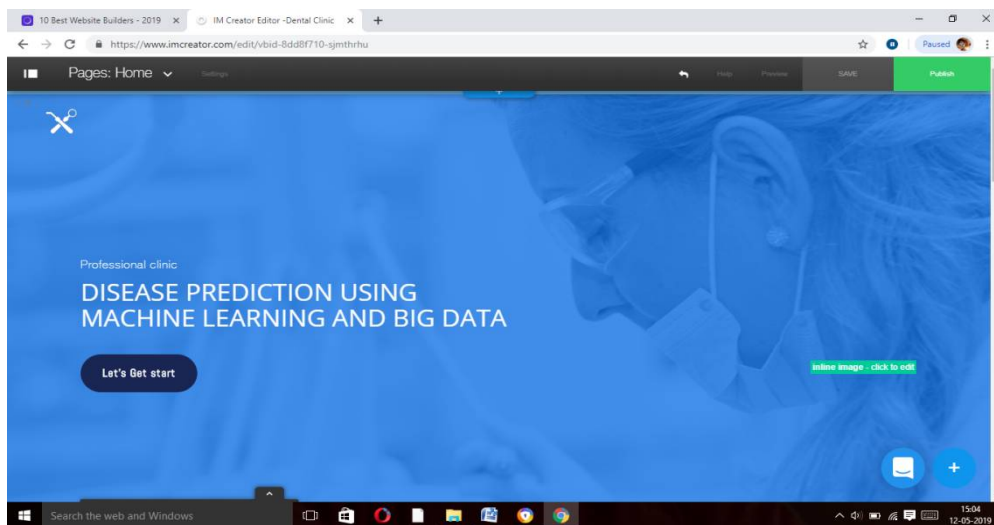 10 Best Website Builders - 2019
IM Creator Editor -Dental Clinic
https://www.imcreator.com/edit/vbid-8dd8f710-sjmthrhu
Paused
Pages: Home
Settings
Help
Preview
SAVE
Publish
Professional clinic
DISEASE PREDICTION USING
MACHINE LEARNING AND BIG DATA
Let's Get start
inline image - click to edit
Search the web and Windows
15:04
12-05-2019